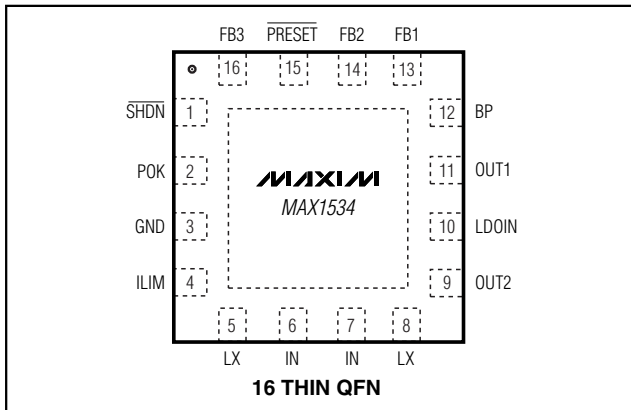 FB3 PRESET FB2 FB1
16 15 14 13
SHDN 1 12 BP
POK 2 11 OUT1
MAXIM
MAX1534
GND 3 10 LDOIN
ILIM 4 9 OUT2
5 6 7 8
LX IN IN LX
16 THIN QFN